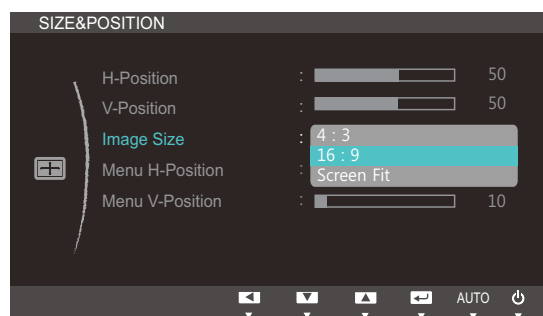 SIZE&POSITION
H-Position : 50
V-Position : 50
Image Size : 4 : 3
16 : 9
Menu H-Position :
Screen Fit
Menu V-Position : 10
AUTO